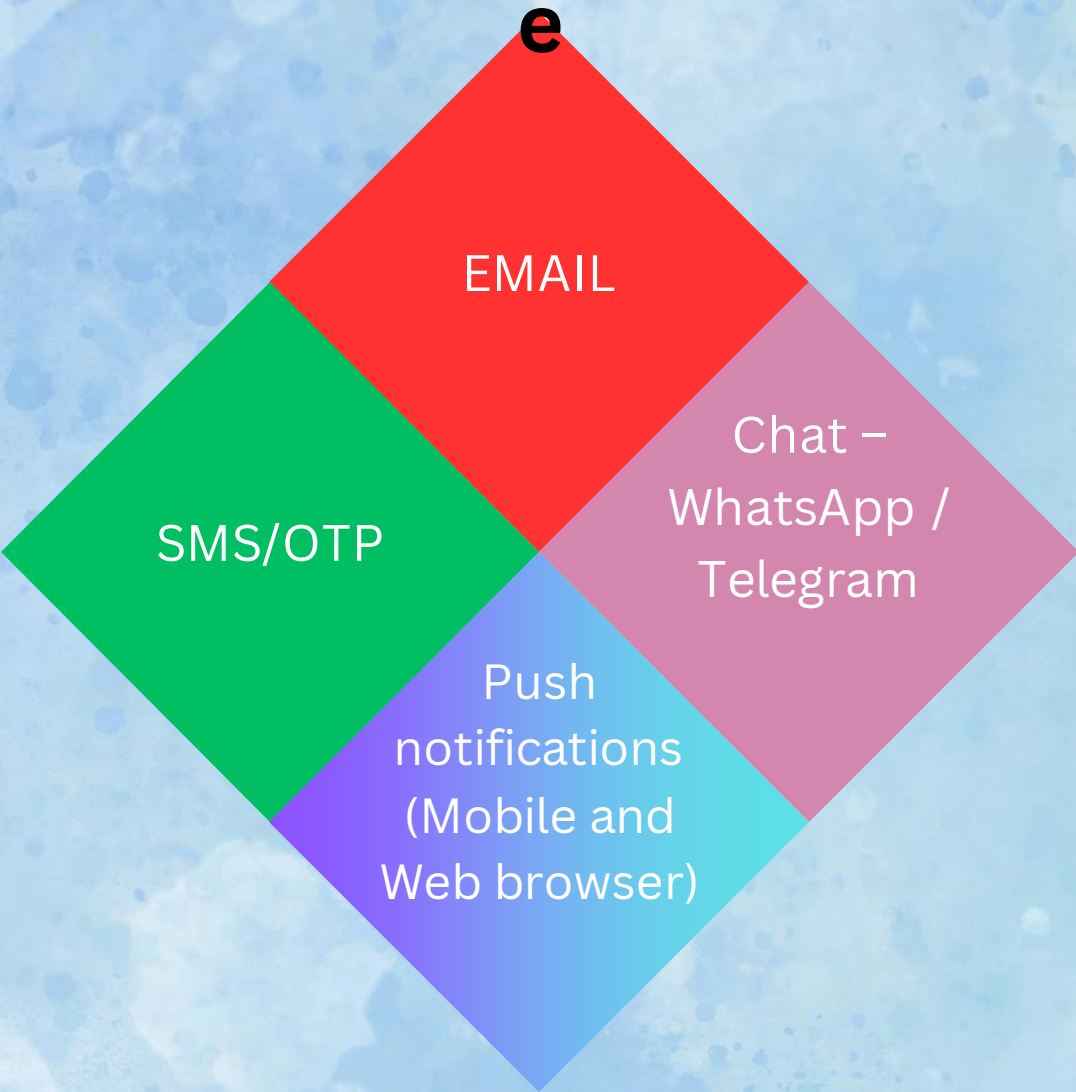 e
EMAIL
Chat –
WhatsApp /
Telegram
SMS/OTP
Push
notifications
(Mobile and
Web browser)